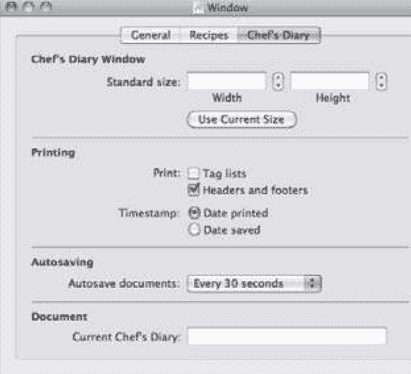 Window
General Recipes Chef's Diary
Chef's Diary Window
Standard size:
Width Height
Use Current Size
Printing
Print: Tag lists
Headers and footers
Timestamp: Date printed
Date saved
Autosaving
Autosave documents: Every 30 seconds
Document
Current Chef's Diary: